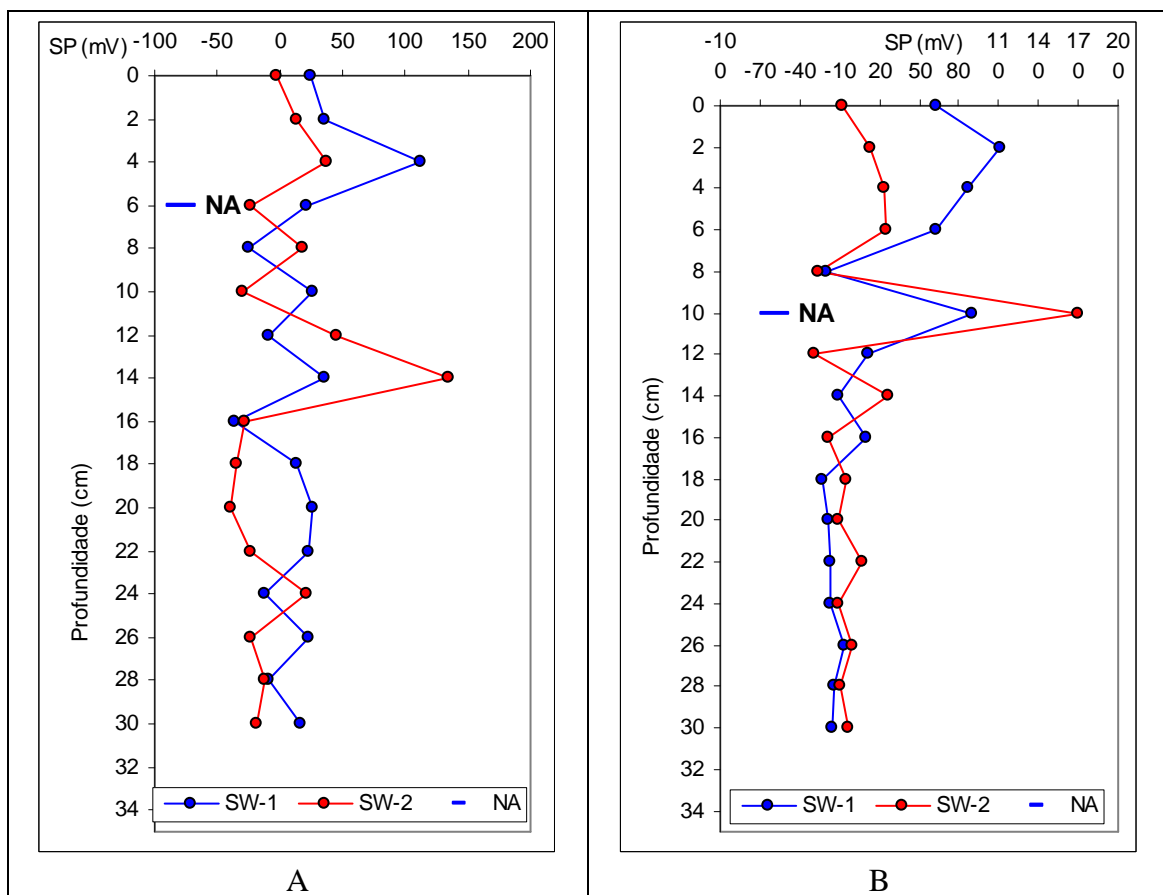 SP (mV)
-100 -50 0 50 100 150 200
0
2
4
6
8
10
12
14
16
18
20
22
24
26
28
30
32
34
Profundidade (cm)
NA
SW-1 SW-2 NA
A
SP (mV)
-10 11 14 17 20
0 -70 -40 -10 20 50 80 0 0 0 0
0
2
4
6
8
10
12
14
16
18
20
22
24
26
28
30
32
34
Profundidade (cm)
NA
SW-1 SW-2 NA
B